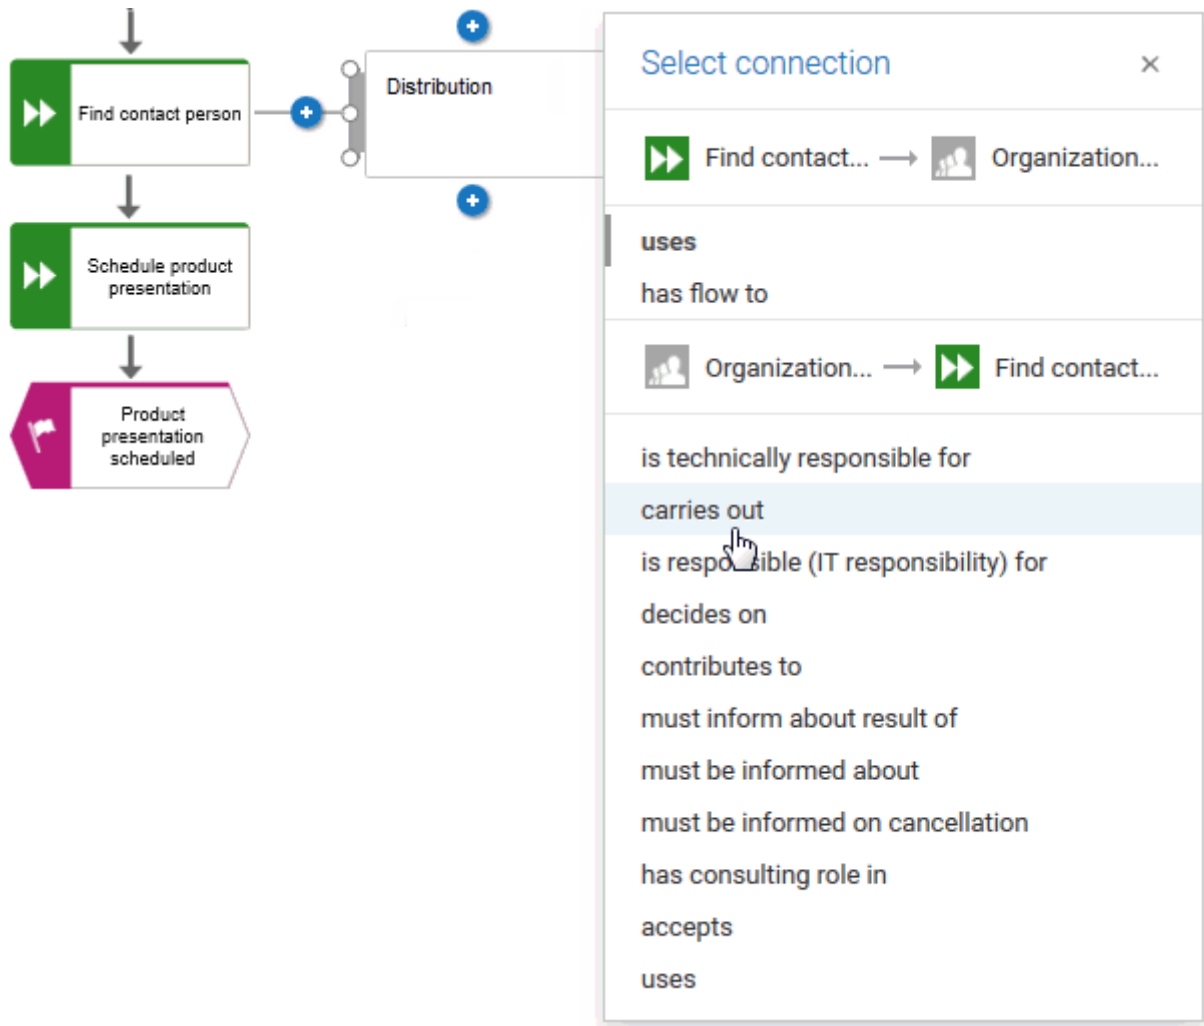 Find contact person
Distribution
Schedule product
presentation
Product
presentation
scheduled
Select connection
Find contact... Organization...
uses
has flow to
Organization... Find contact...
is technically responsible for
carries out
is responsible (IT responsibility) for
decides on
contributes to
must inform about result of
must be informed about
must be informed on cancellation
has consulting role in
accepts
uses